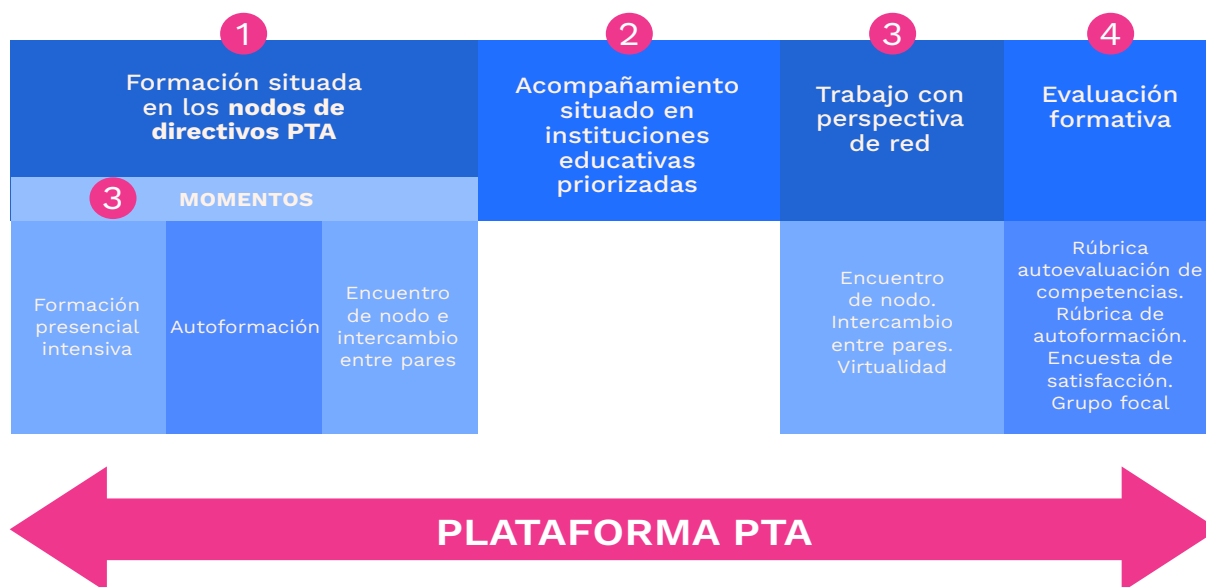 1
Formación situada
en los nodos de
directivos PTA
3
MOMENTOS
Formación
presencial
intensiva
Autoformación
Encuentro
de nodo e
intercambio
entre pares
2
Acompañamiento
situado en
instituciones
educativas
priorizadas
3
Trabajo con
perspectiva
de red
Encuentro
de nodo.
Intercambio
entre pares.
Virtualidad
4
Evaluación
formativa
Rúbrica
autoevaluación de
competencias.
Rúbrica de
autoformación.
Encuesta de
satisfacción.
Grupo focal
PLATAFORMA PTA